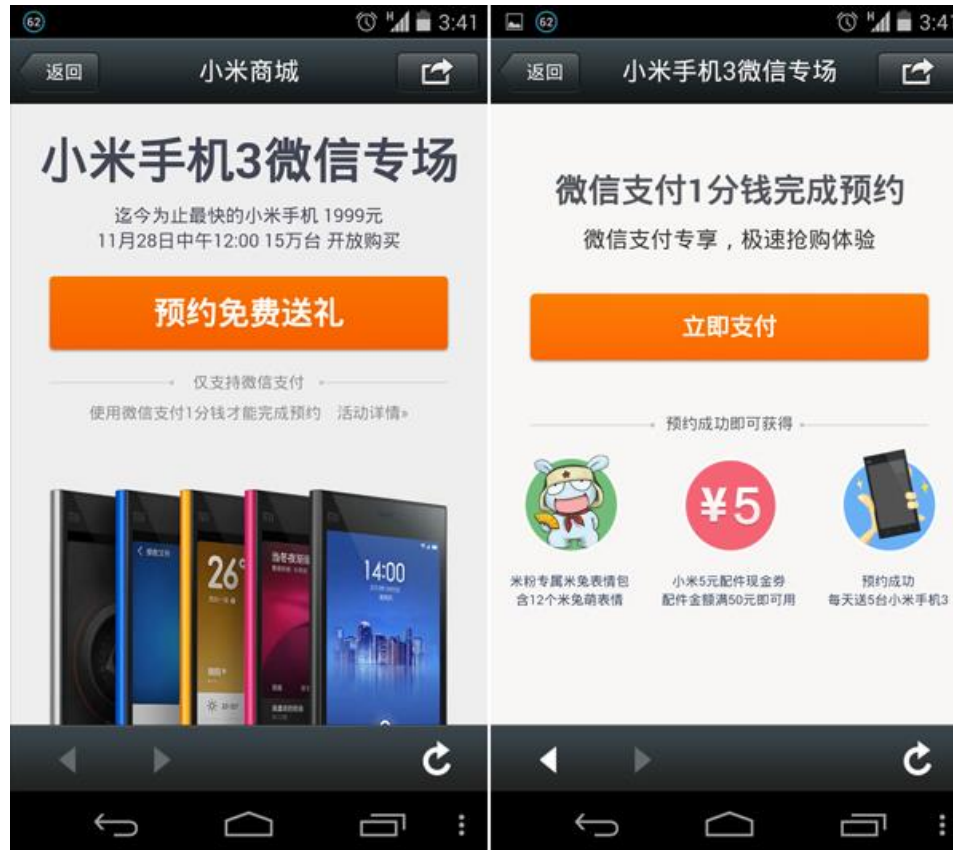 62
H
3:41
返回
小米商城
小米手机3微信专场
迄今为止最快的小米手机 1999元
11月28日中午12:00 15万台 开放购买
预约免费送礼
仅支持微信支付
使用微信支付1分钱才能完成预约 活动详情»
26°
14:00
62
H
3:41
返回
小米手机3微信专场
微信支付1分钱完成预约
微信支付专享，极速抢购体验
立即支付
预约成功即可获得
¥5
米粉专属米兔表情包
含12个米兔萌表情
小米5元配件现金券
配件金额满50元即可用
预约成功
每天送5台小米手机3